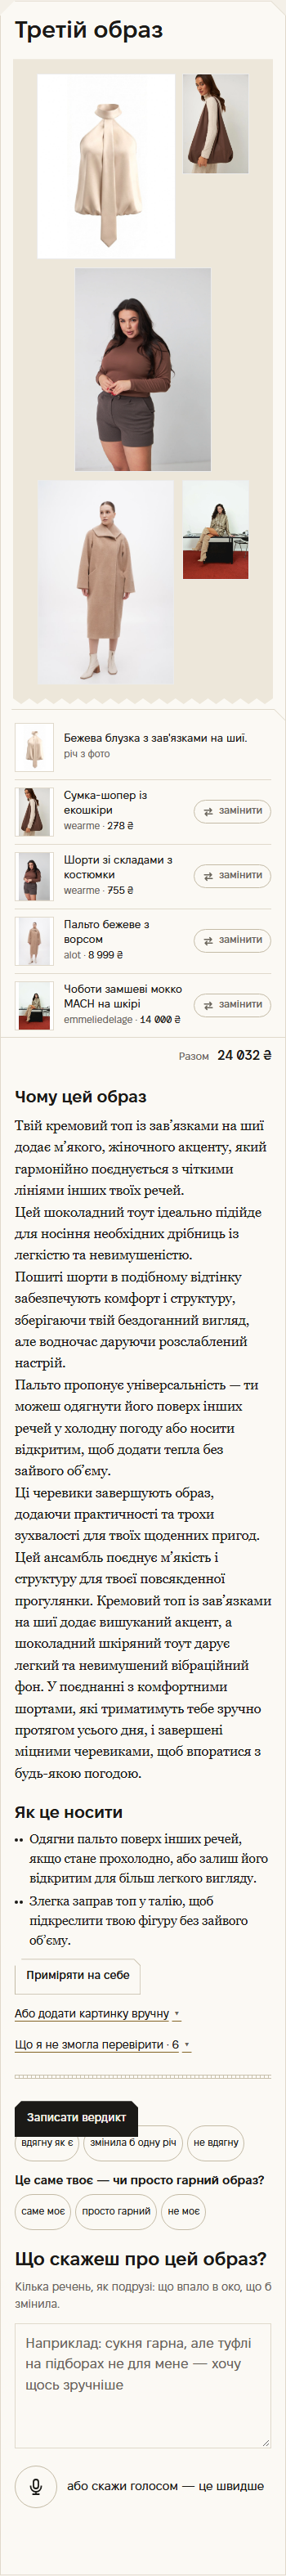 Третій образ
Бежева блузка з зав'язками на шиї.
річ з фото
Сумка-шопер із
екошкіри
wearme · 278 ₴
замінити
Шорти зі складами з
костюмки
wearme · 755 ₴
замінити
Пальто бежеве з
ворсом
alot · 8 999 ₴
замінити
Чоботи замшеві мокко
MACH на шкірі
emmeliedelage · 14 000 ₴
замінити
Разом 24 032 ₴
Чому цей образ
Твій кремовий топ із зав’язками на шиї
додає м’якого, жіночного акценту, який
гармонійно поєднується з чіткими
лініями інших твоїх речей.
Цей шоколадний тоут ідеально підійде
для носіння необхідних дрібниць із
легкістю та невимушеністю.
Пошиті шорти в подібному відтінку
забезпечують комфорт і структуру,
зберігаючи твій бездоганний вигляд,
але водночас даруючи розслаблений
настрій.
Пальто пропонує універсальність — ти
можеш одягнути його поверх інших
речей у холодну погоду або носити
відкритим, щоб додати тепла без
зайвого об’єму.
Ці черевики завершують образ,
додаючи практичності та трохи
зухвалості для твоїх щоденних пригод.
Цей ансамбль поєднує м’якість і
структуру для твоєї повсякденної
прогулянки. Кремовий топ із зав’язками
на шиї додає вишуканий акцент, а
шоколадний шкіряний тоут дарує
легкий та невимушений вібраційний
фон. У поєднанні з комфортними
шортами, які триматимуть тебе зручно
протягом усього дня, і завершені
міцними черевиками, щоб впоратися з
будь-якою погодою.
Як це носити
Одягни пальто поверх інших речей,
якщо стане прохолодно, або залиш його
відкритим для більш легкого вигляду.
Злегка заправ топ у талію, щоб
підкреслити твою фігуру без зайвого
об’єму.
Приміряти на себе
Або додати картинку вручну
Що я не змогла перевірити · 6
Записати вердикт
вдягну як є
змінила б одну річ
не вдягну
Це саме твоє — чи просто гарний образ?
саме моє
просто гарний
не моє
Що скажеш про цей образ?
Кілька речень, як подрузі: що впало в око, що б
змінила.
Наприклад: сукня гарна, але туфлі
на підборах не для мене — хочу
щось зручніше
або скажи голосом — це швидше